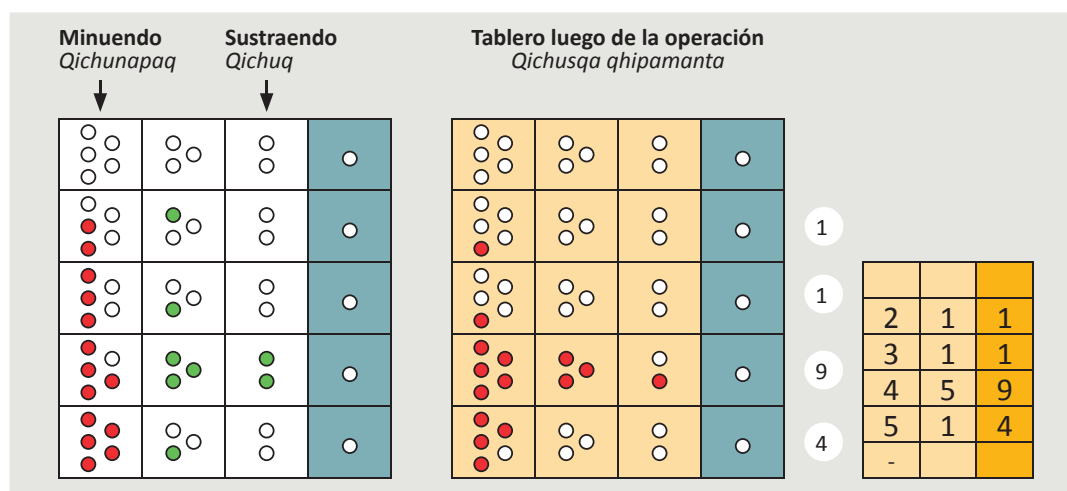 Minuendo
Qichunapaq
Sustraendo
Qichuq
Tablero luego de la operación
Qichusqa qhipamanta
1
1
9
4
2 1 1
3 1 1
4 5 9
5 1 4
-